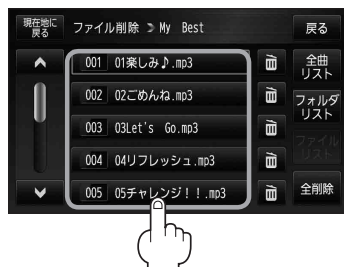 現在地に
戻る
ファイル削除 ⊃ My Best
戻る
001 01楽しみ♪.mp3
全曲
リスト
002 02ごめんね.mp3
フォルダ
リスト
003 03Let's Go.mp3
ファイル
リスト
004 04リフレッシュ.mp3
005 05チャレンジ!!.mp3
全削除